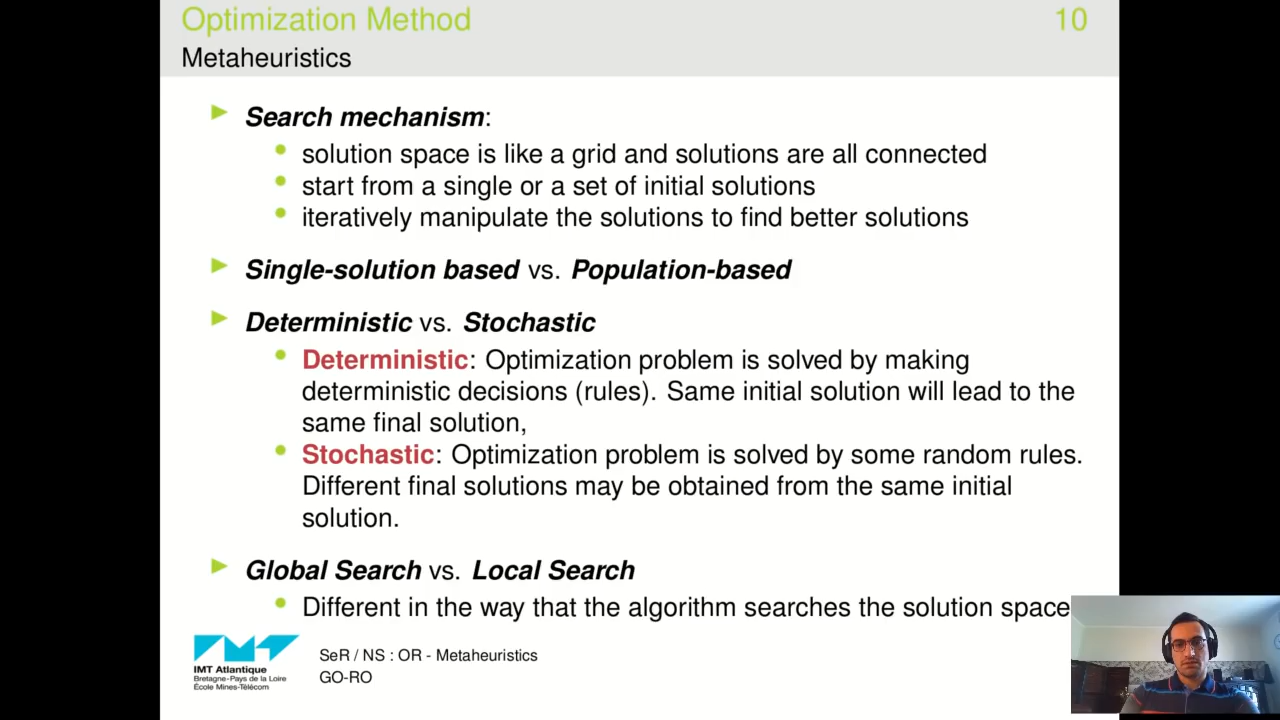 Optimization Method
10
Metaheuristics
Search mechanism:
solution space is like a grid and solutions are all connected
start from a single or a set of initial solutions
iteratively manipulate the solutions to find better solutions
Single-solution based vs. Population-based
Deterministic vs. Stochastic
Deterministic: Optimization problem is solved by making
deterministic decisions (rules). Same initial solution will lead to the
same final solution,
Stochastic: Optimization problem is solved by some random rules.
Different final solutions may be obtained from the same initial
solution.
Global Search vs. Local Search
Different in the way that the algorithm searches the solution space
IMT Atlantique
Bretagne-Pays de la Loire
École Mines-Télécom
SeR / NS : OR - Metaheuristics
GO-RO